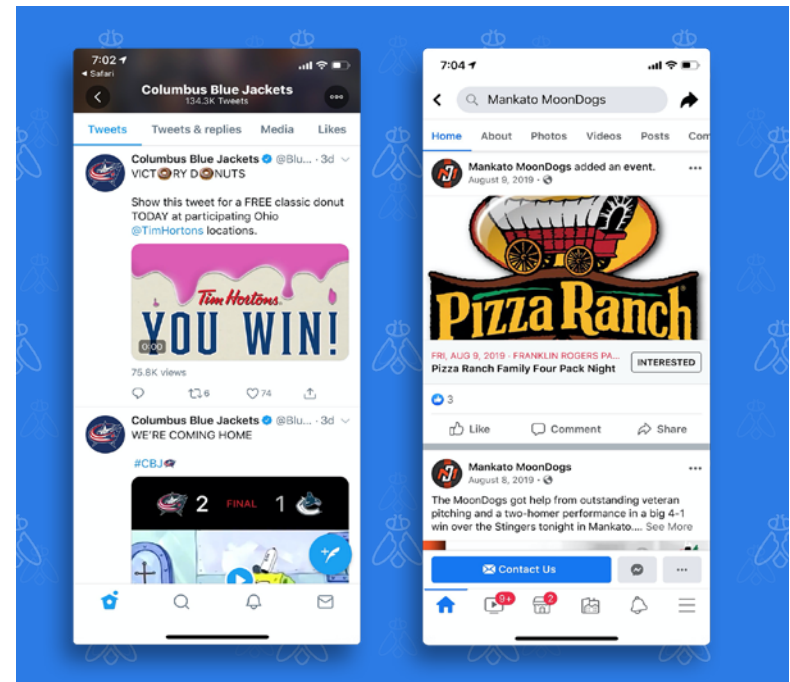 7:02
Safari
Columbus Blue Jackets
134.3K Tweets
Tweets Tweets & replies Media Likes
Columbus Blue Jackets @Blu... · 3d
VICT🍩RY D🍩NUTS
Show this tweet for a FREE classic donut
TODAY at participating Ohio
@TimHortons locations.
Tim Hortons.
YOU WIN!
0:00
75.8K views
6 74
Columbus Blue Jackets @Blu... · 3d
WE'RE COMING HOME
#CBJ
2 FINAL 1
7:04
Mankato MoonDogs
Home About Photos Videos Posts Com
Mankato MoonDogs added an event.
August 9, 2019 ·
Pizza Ranch
FRI, AUG 9, 2019 · FRANKLIN ROGERS PA...
Pizza Ranch Family Four Pack Night
INTERESTED
3
Like Comment Share
Mankato MoonDogs
August 8, 2019 ·
The MoonDogs got help from outstanding veteran
pitching and a two-homer performance in a big 4-1
win over the Stingers tonight in Mankato.... See More
Contact Us
9+ 2